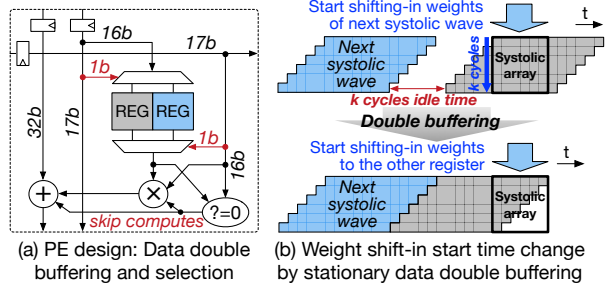 16b
17b
1b
REG
REG
1b
32b
17b
16b
+
×
?=0
skip computes
(a) PE design: Data double
buffering and selection
Start shifting-in weights
of next systolic wave
t
Next
systolic
wave
k cycles
Systolic
array
k cycles idle time
Double buffering
Start shifting-in weights
to the other register
t
Next
systolic
wave
Systolic
array
(b) Weight shift-in start time change
by stationary data double buffering